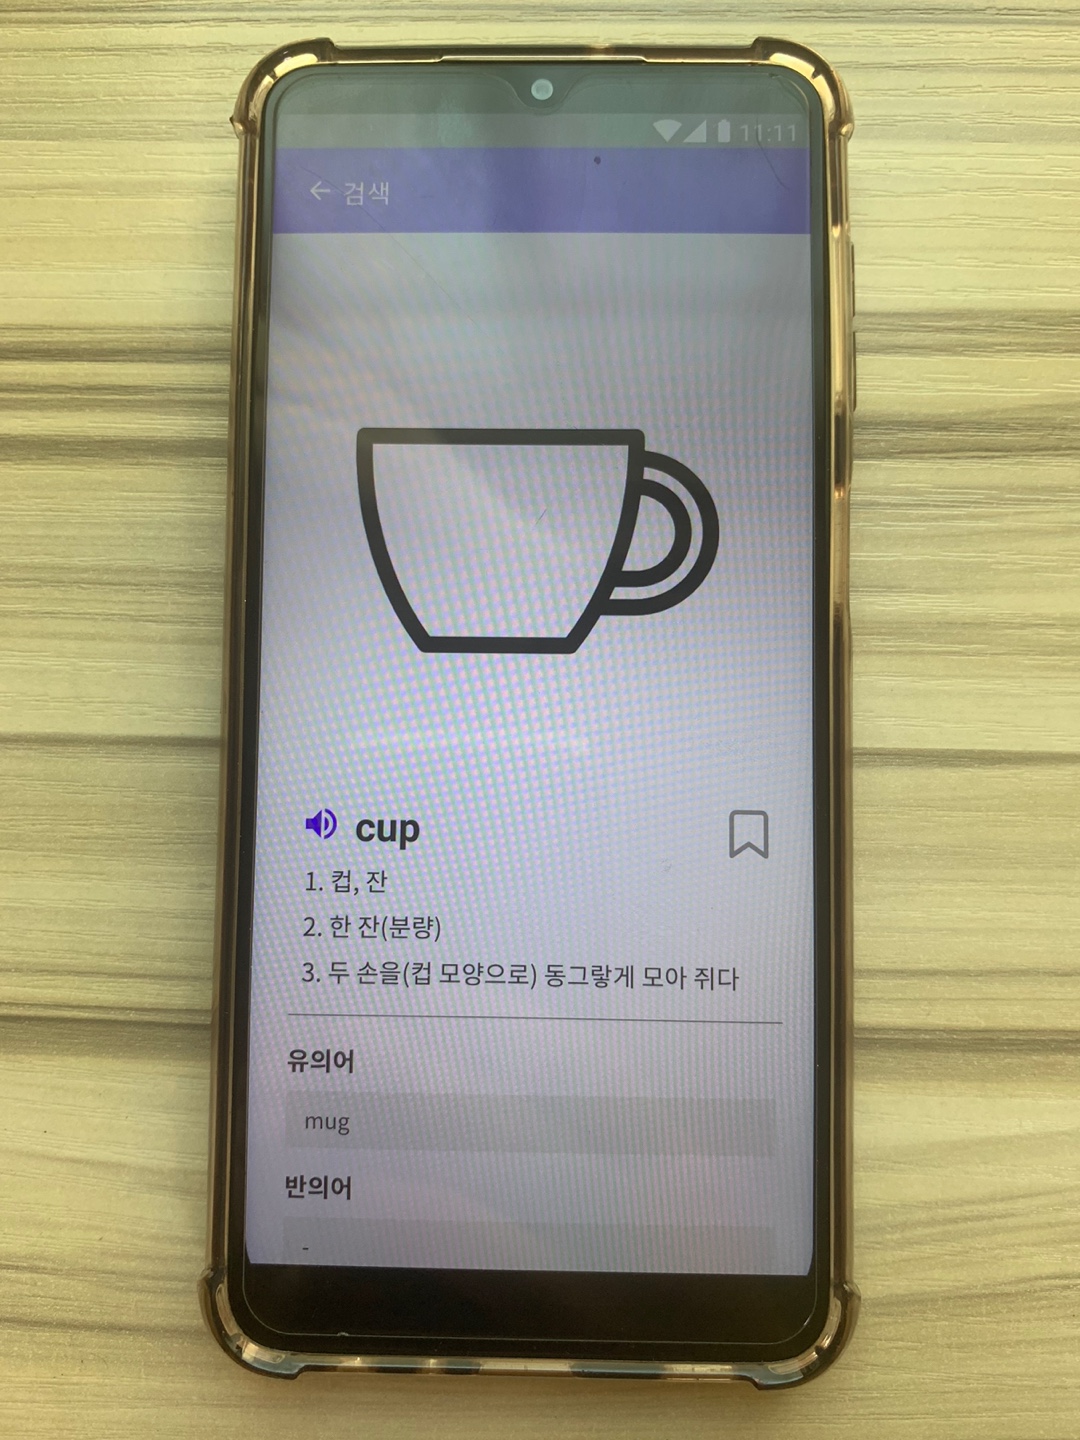 11:11
검색
cup
1. 컵, 잔
2. 한 잔(분량)
3. 두 손을(컵 모양으로) 동그랗게 모아 쥐다
유의어
mug
반의어
-